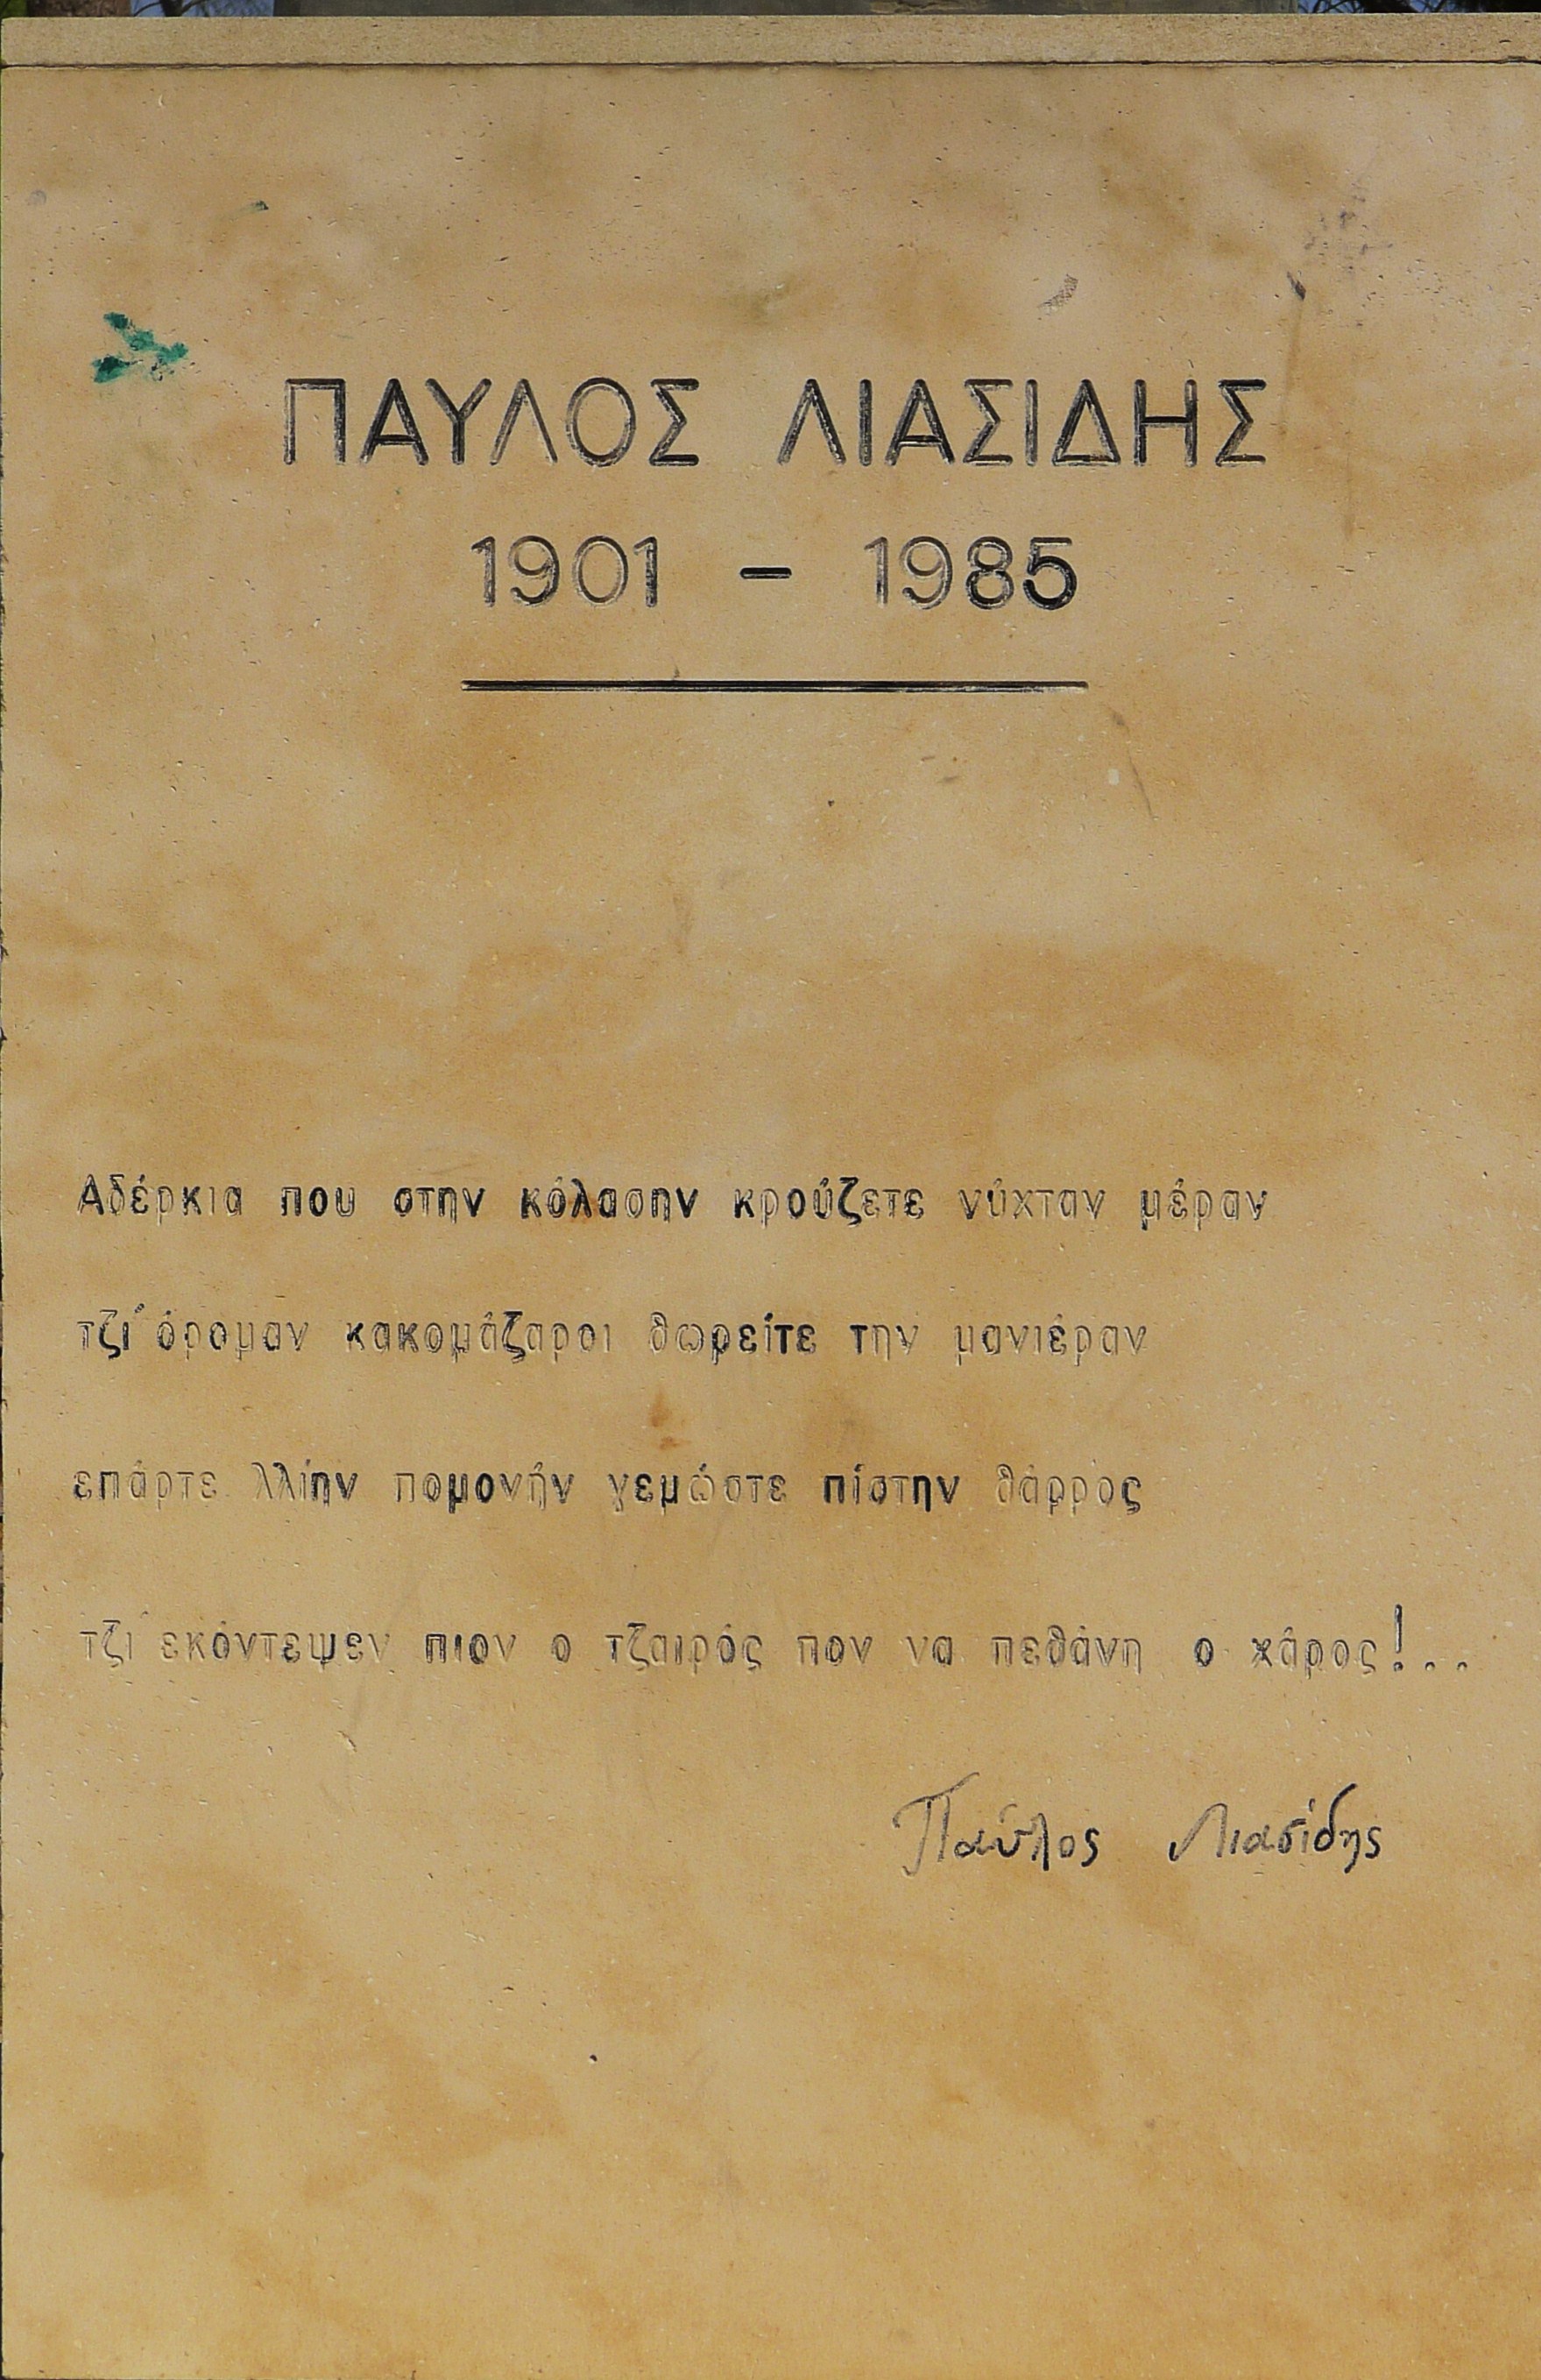 ΠΑΥΛΟΣ ΛΙΑΣΙΔΗΣ
1901 - 1985
Αδέρκια που στην κόλασην κρούζετε νύχταν μέραν
τζί όρομαν κακομάζαροι θωρείτε την μανιέραν
επάρτε λλίην πομονήν γεμώστε πίστην θάρρος
τζι εκόντεψεν πιον ο τζαιρός πον να πεθάνη ο χάρος!..
Παύλος Λιασίδης